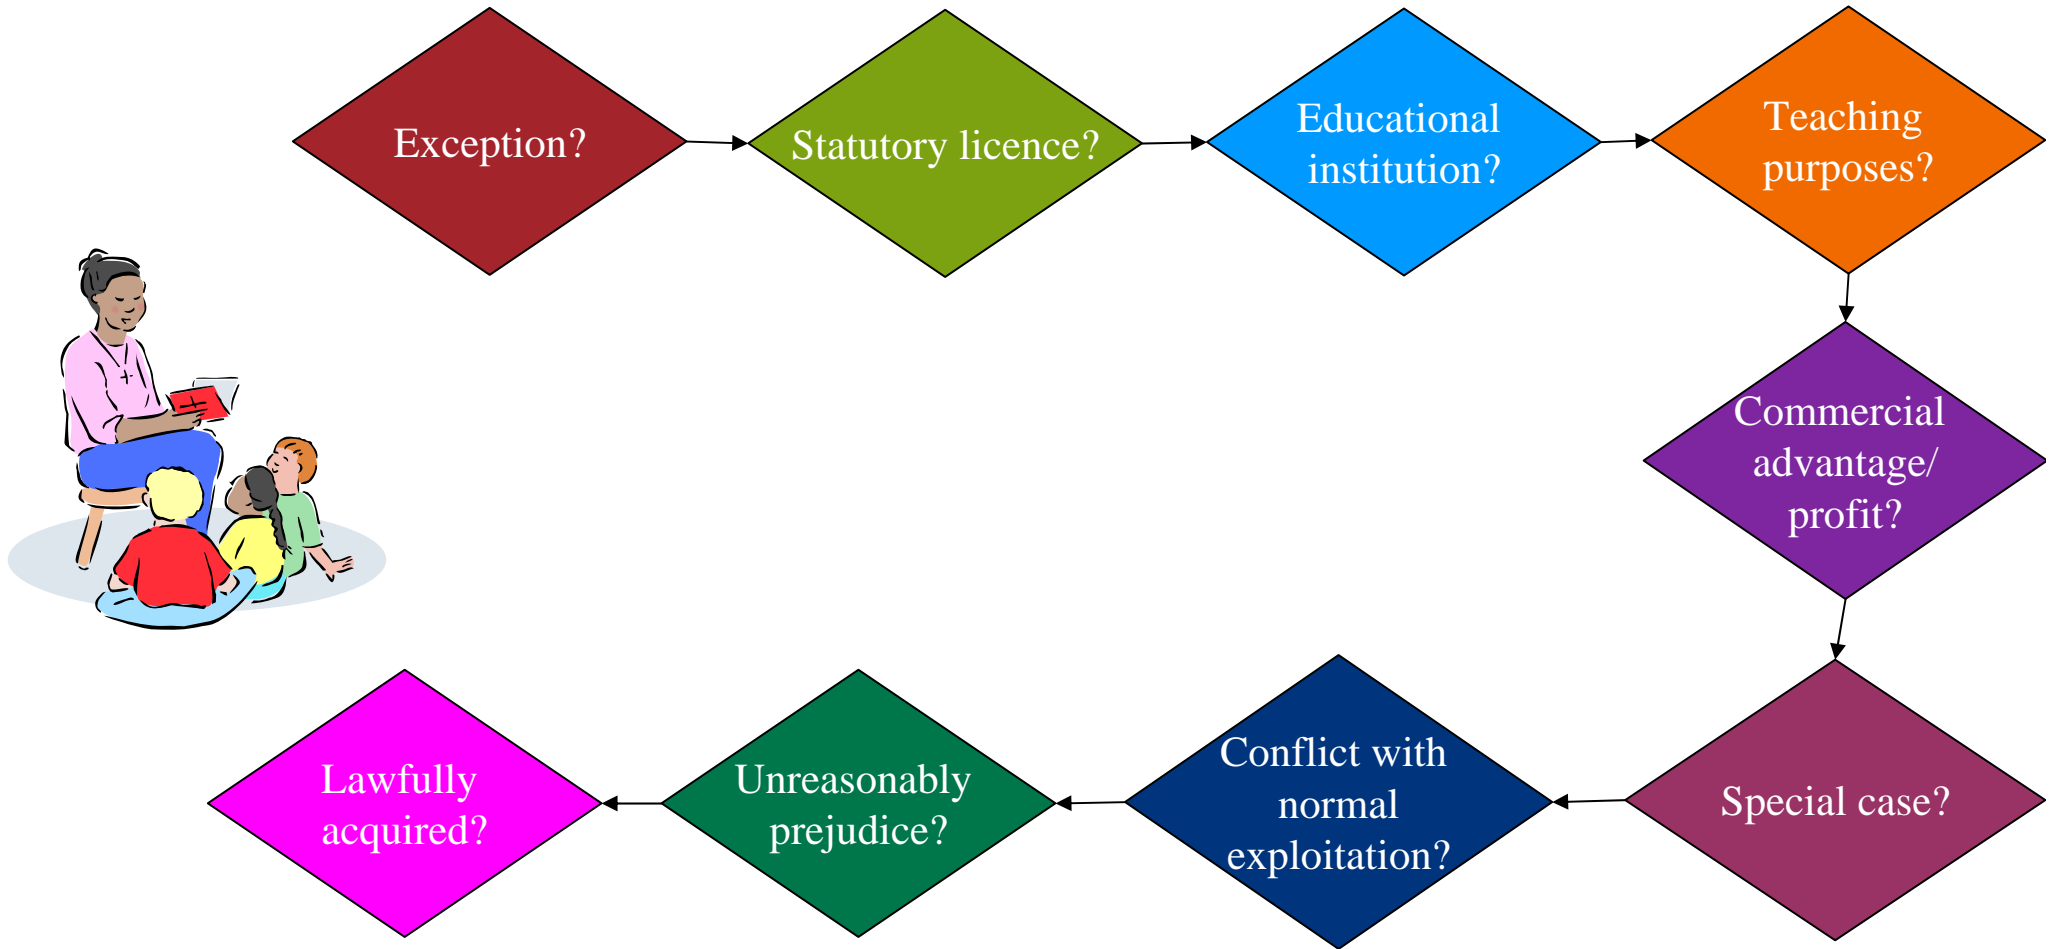 Exception?
Statutory licence?
Educational
institution?
Teaching
purposes?
Commercial
advantage/
profit?
Special case?
Conflict with
normal
exploitation?
Unreasonably
prejudice?
Lawfully
acquired?